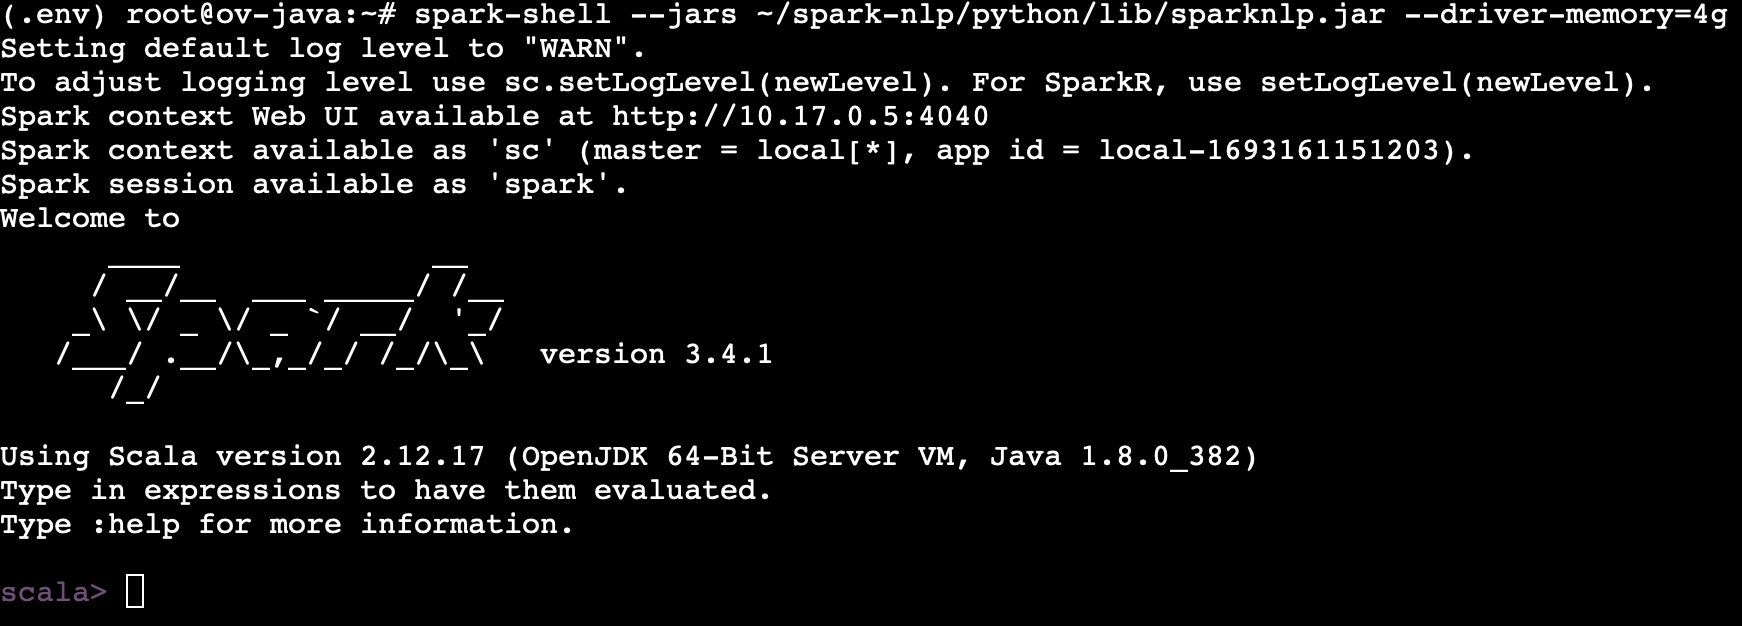 (.env) root@ov-java:~# spark-shell --jars ~/spark-nlp/python/lib/sparknlp.jar --driver-memory=4g
Setting default log level to "WARN".
To adjust logging level use sc.setLogLevel(newLevel). For SparkR, use setLogLevel(newLevel).
Spark context Web UI available at http://10.17.0.5:4040
Spark context available as 'sc' (master = local[*], app id = local-1693161151203).
Spark session available as 'spark'.
Welcome to
      ____              __
     / __/__  ___ _____/ /__
    _\ \/ _ \/ _ `/ __/  '_/
   /___/ .__/\_,_/_/ /_/\_\   version 3.4.1
      /_/
Using Scala version 2.12.17 (OpenJDK 64-Bit Server VM, Java 1.8.0_382)
Type in expressions to have them evaluated.
Type :help for more information.
scala>